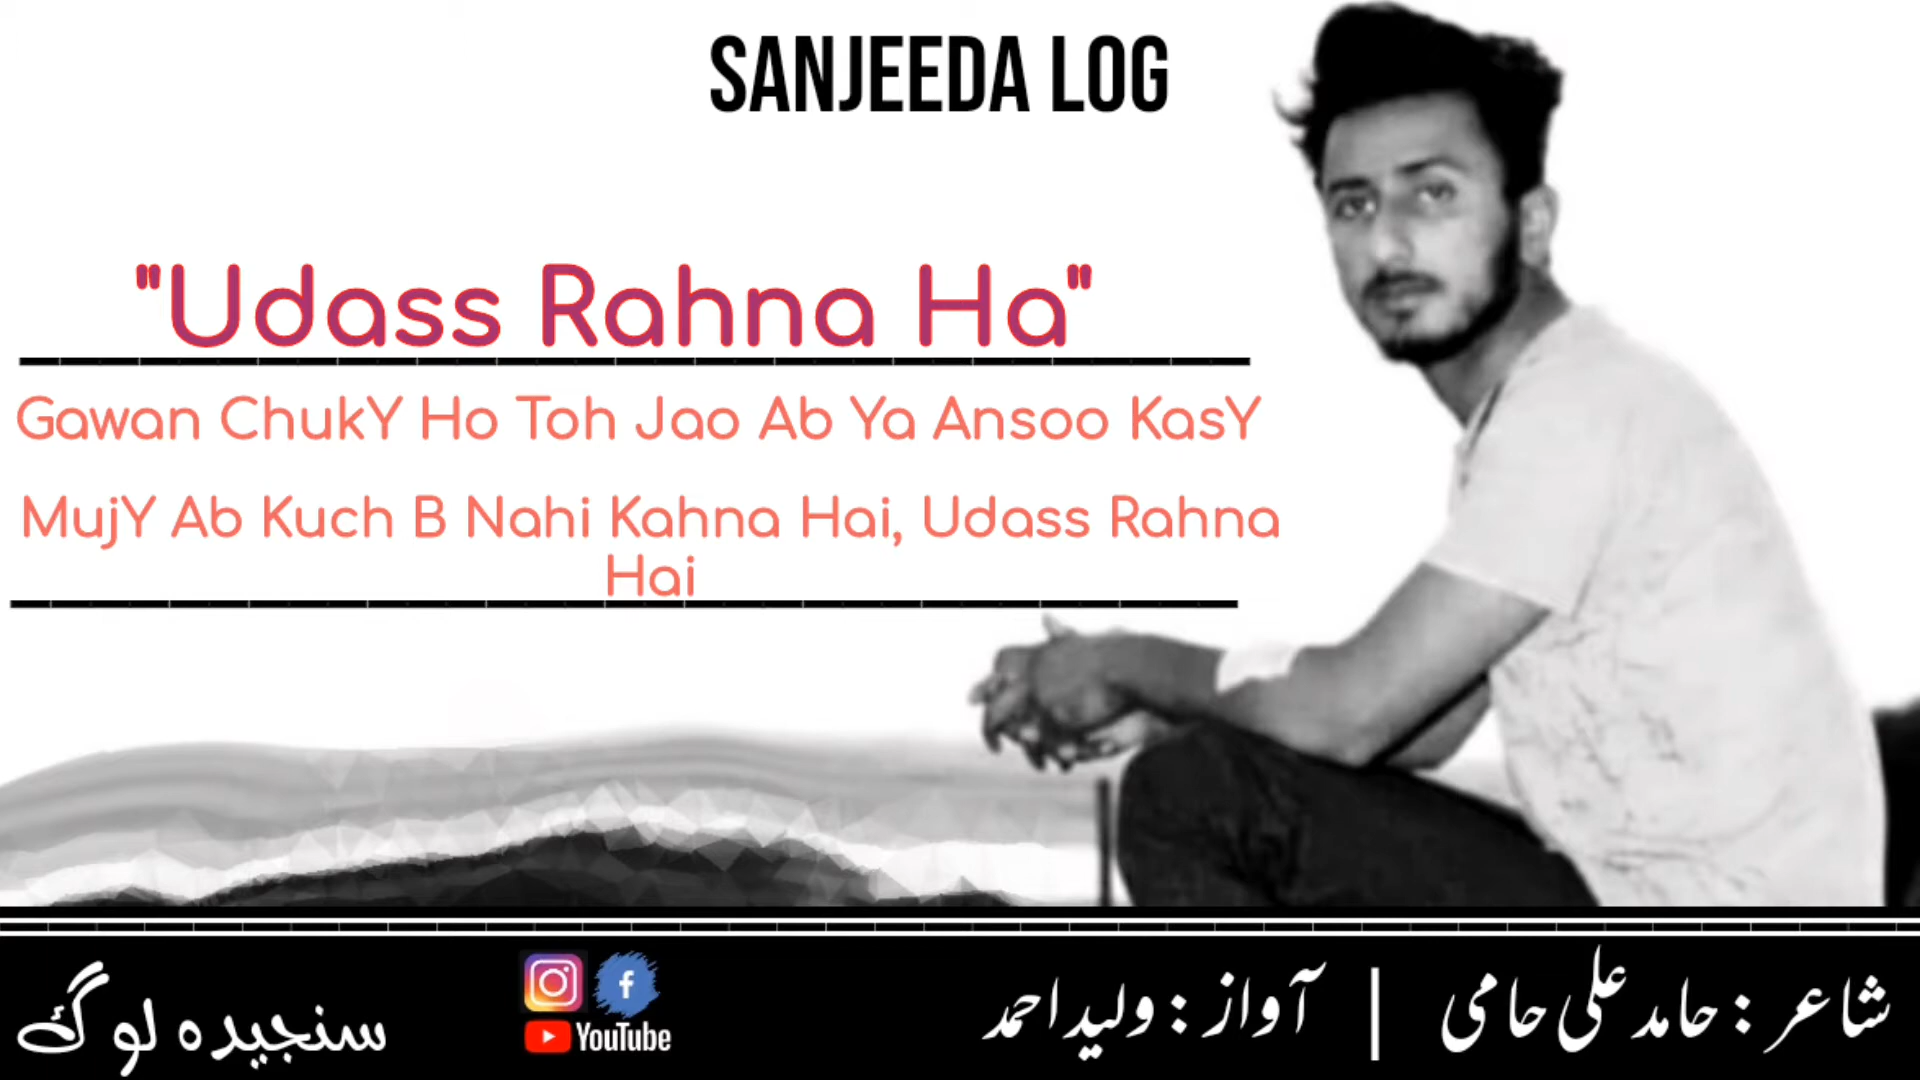 SANJEEDA LOG
"Udass Rahna Ha"
Gawan ChukY Ho Toh Jao Ab Ya Ansoo KasY
MujY Ab Kuch B Nahi Kahna Hai, Udass Rahna
Hai
شاعر : حامد علی حامی | آواز : ولید احمد
YouTube
سنجیدہ لوگ